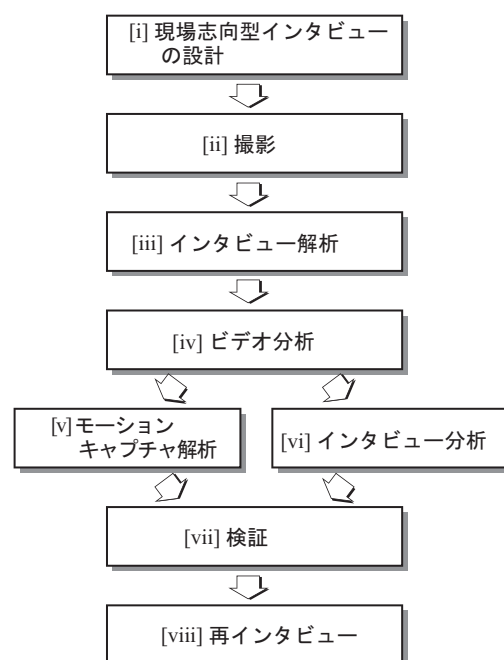 [i] 現場志向型インタビュー
の設計
[ii] 撮影
[iii] インタビュー解析
[iv] ビデオ分析
[v] モーション
キャプチャ解析
[vi] インタビュー分析
[vii] 検証
[viii] 再インタビュー